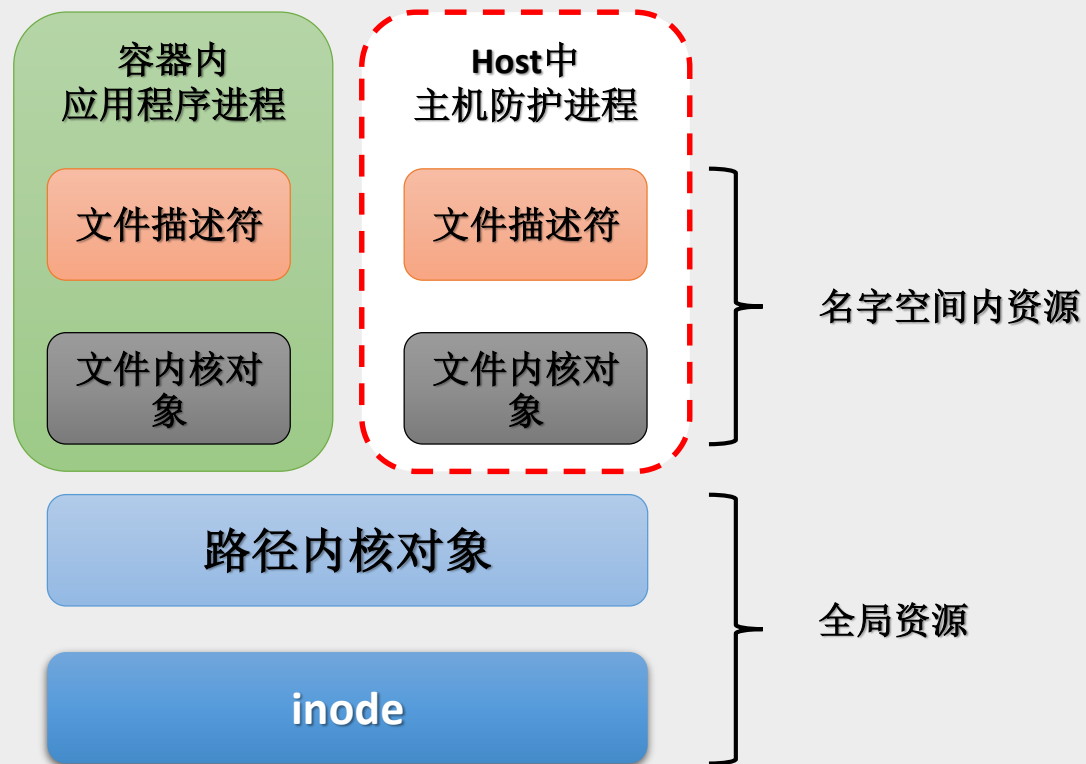 容器内
应用程序进程
Host中
主机防护进程
文件描述符
文件描述符
名字空间内资源
文件内核对
象
文件内核对
象
路径内核对象
全局资源
inode